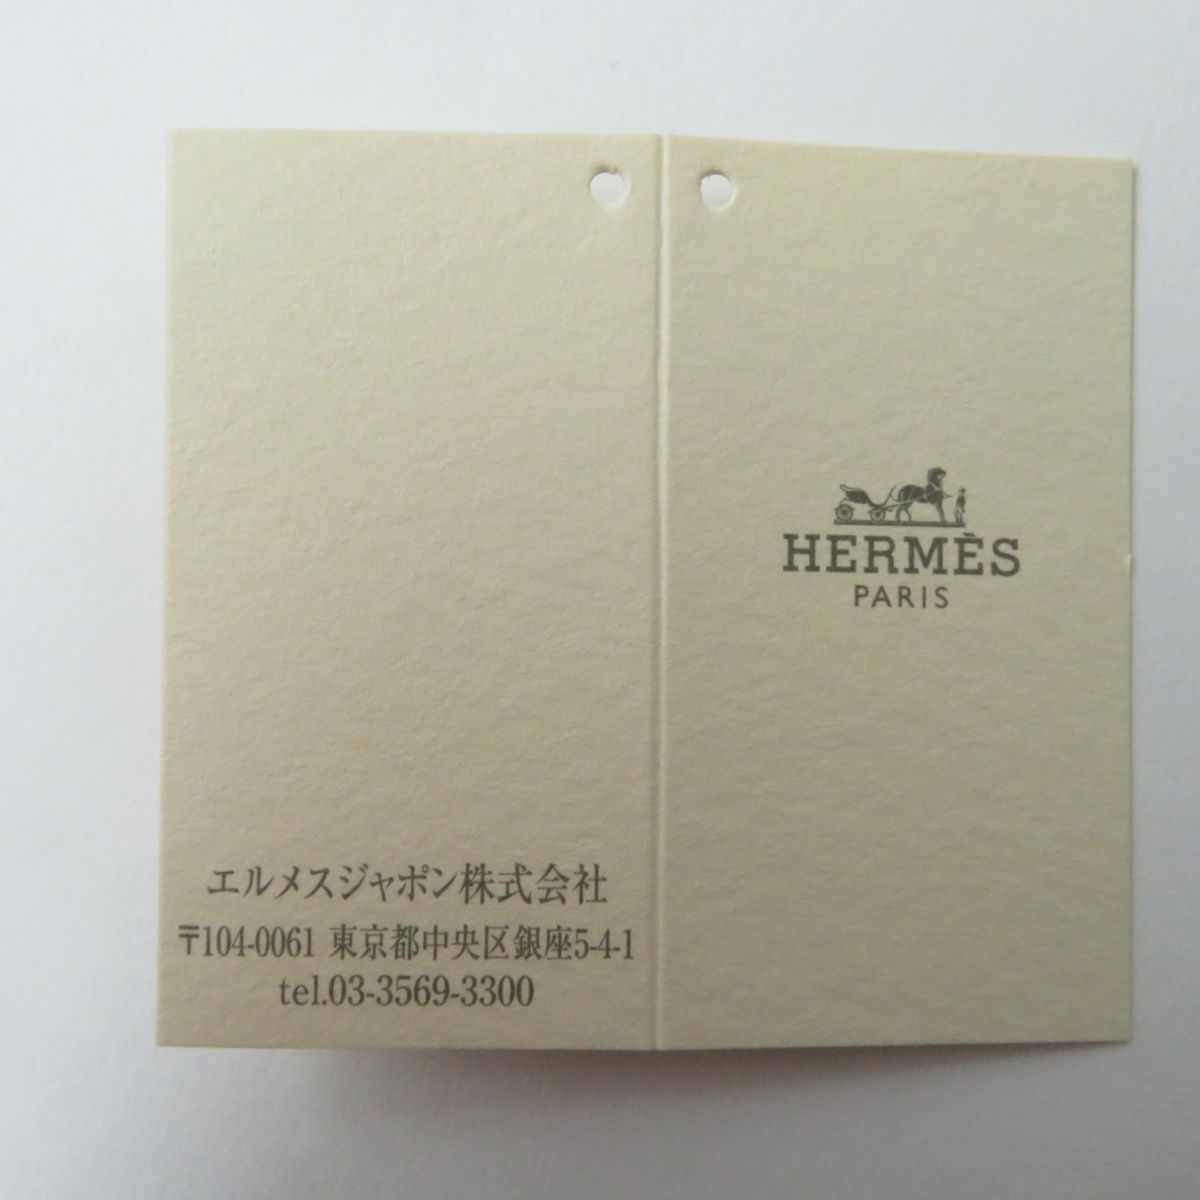 エルメスジャポン株式会社
〒104-0061 東京都中央区銀座5-4-1
tel.03-3569-3300
HERMÈS
PARIS